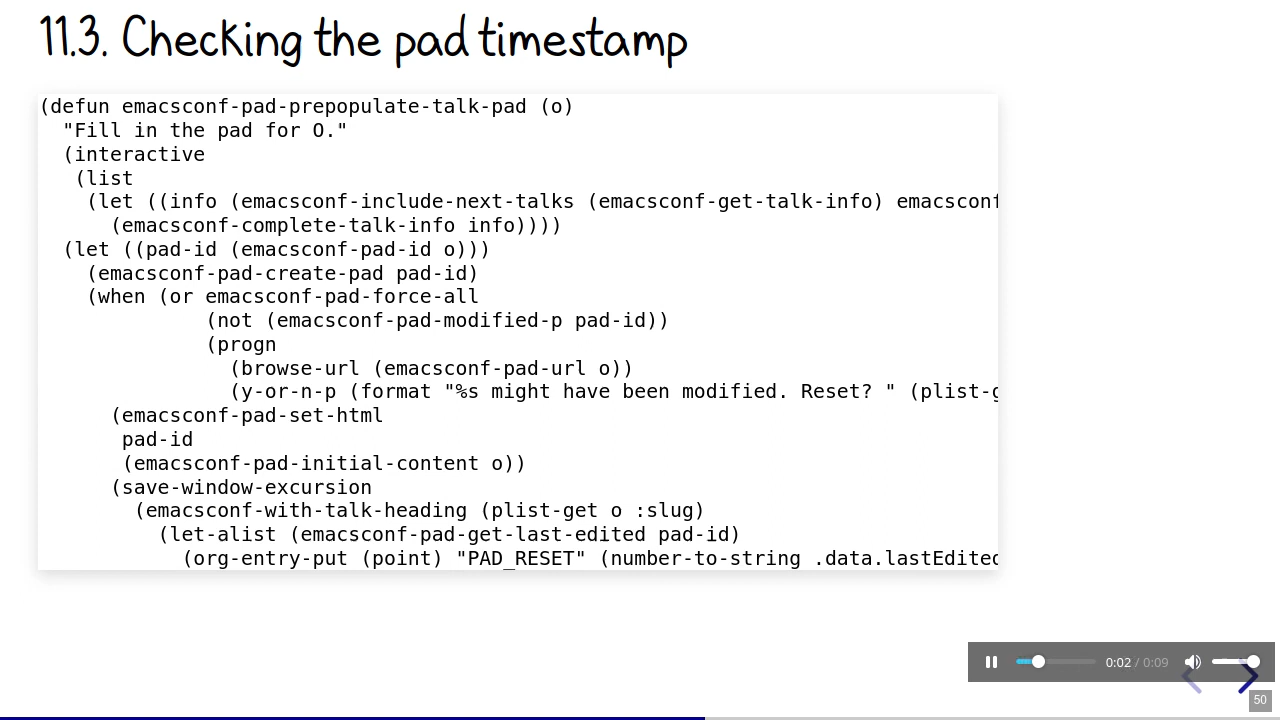 11.3. Checking the pad timestamp
(defun emacsconf-pad-prepopulate-talk-pad (o)
  "Fill in the pad for O."
  (interactive
   (list
    (let ((info (emacsconf-include-next-talks (emacsconf-get-talk-info) emacsconf
      (emacsconf-complete-talk-info info))))
  (let ((pad-id (emacsconf-pad-id o)))
    (emacsconf-pad-create-pad pad-id)
    (when (or emacsconf-pad-force-all
              (not (emacsconf-pad-modified-p pad-id))
              (progn
                (browse-url (emacsconf-pad-url o))
                (y-or-n-p (format "%s might have been modified. Reset? " (plist-g
      (emacsconf-pad-set-html
       pad-id
       (emacsconf-pad-initial-content o))
      (save-window-excursion
        (emacsconf-with-talk-heading (plist-get o :slug)
          (let-alist (emacsconf-pad-get-last-edited pad-id)
            (org-entry-put (point) "PAD_RESET" (number-to-string .data.lastEdited
0:02 / 0:09
50